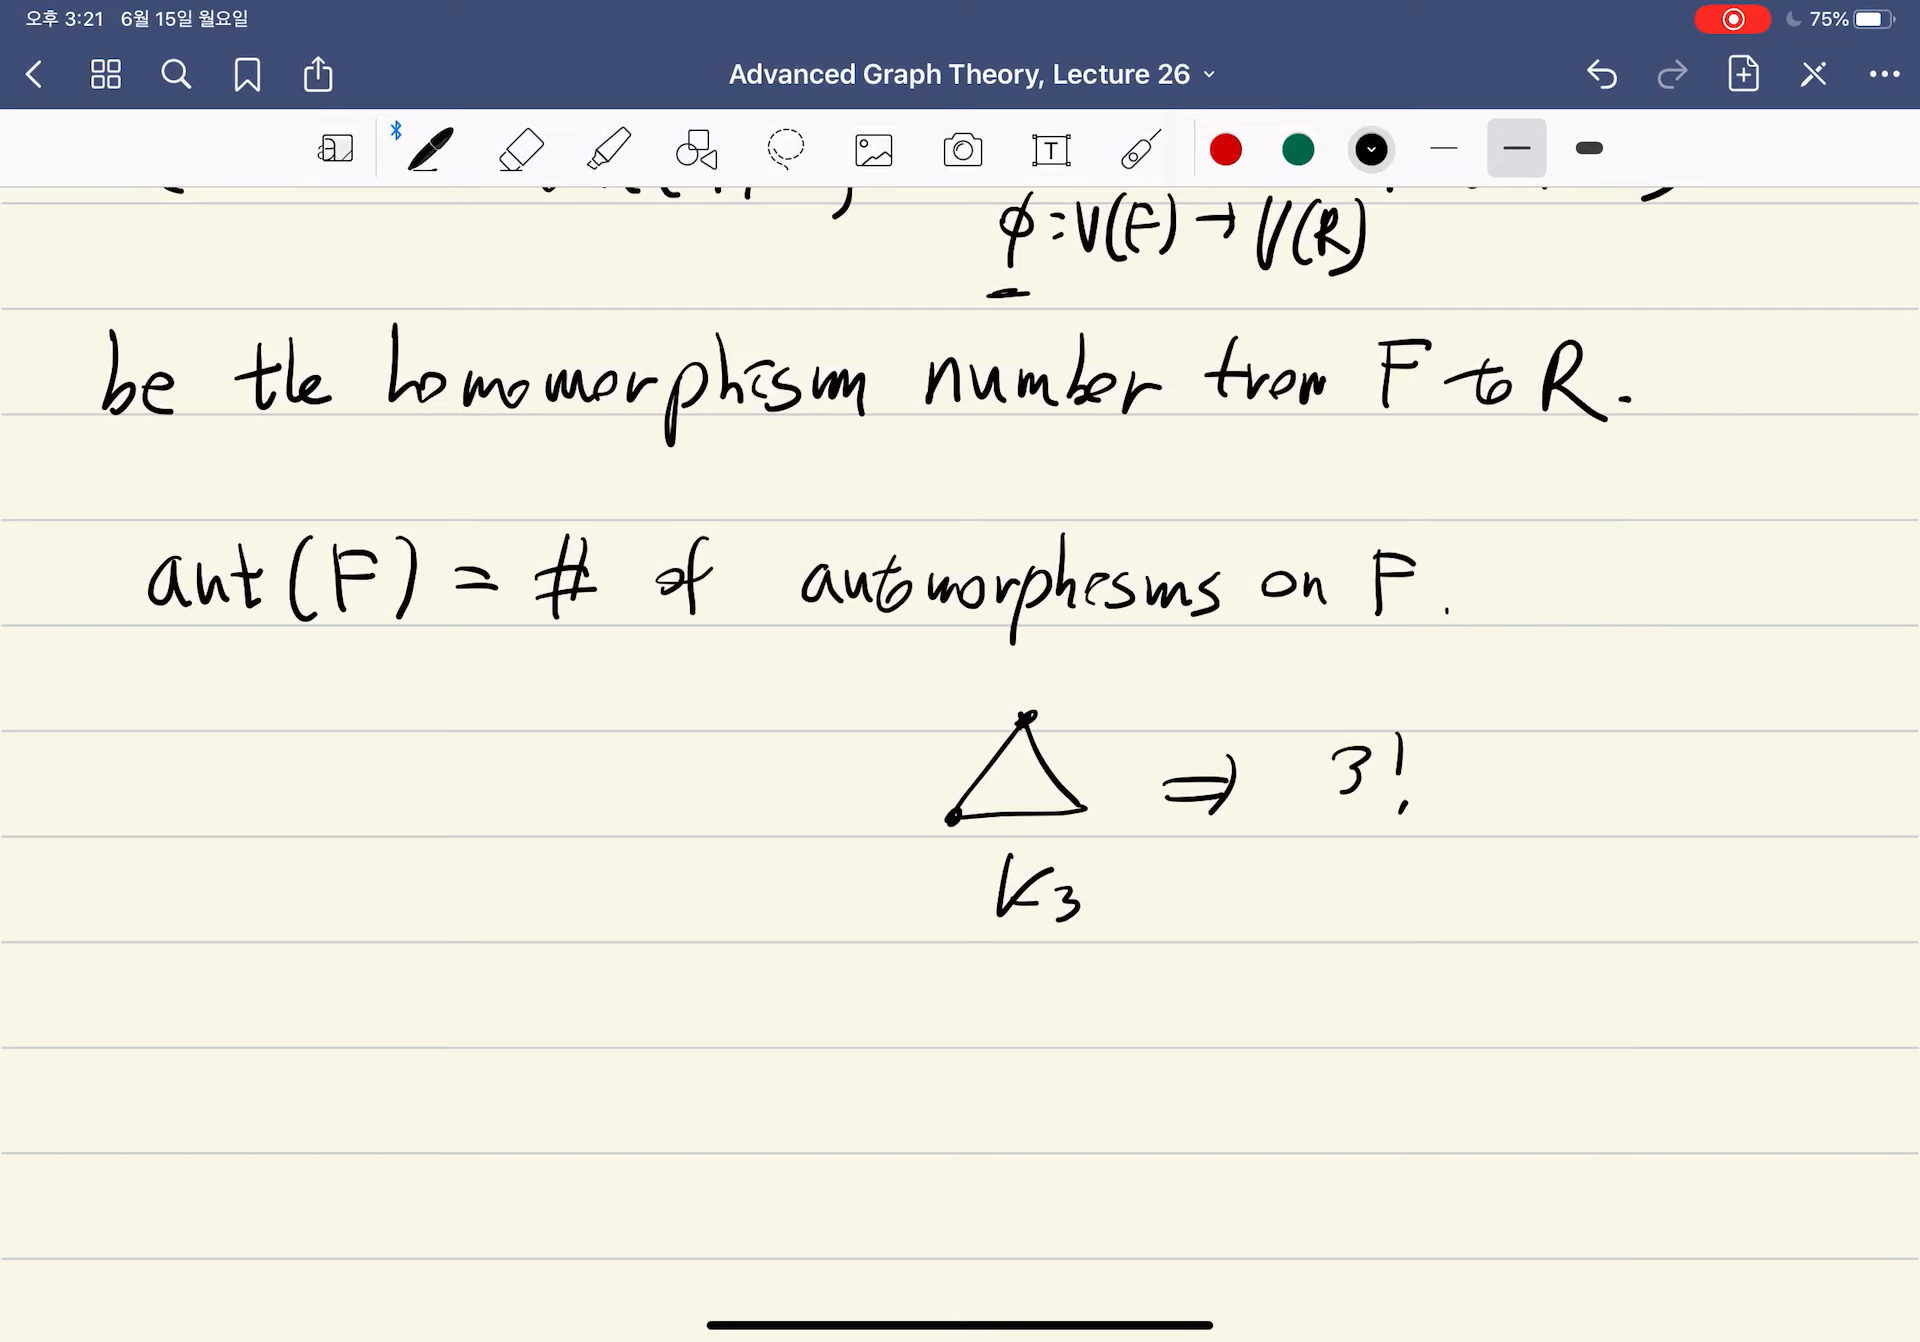 오후 3:21 6월 15일 월요일
75%
Advanced Graph Theory, Lecture 26
T
ϕ : V(F) → V(R)
be the homomorphism number from F to R.
aut(F) = # of automorphesms on F.
⇒ 3!
K₃